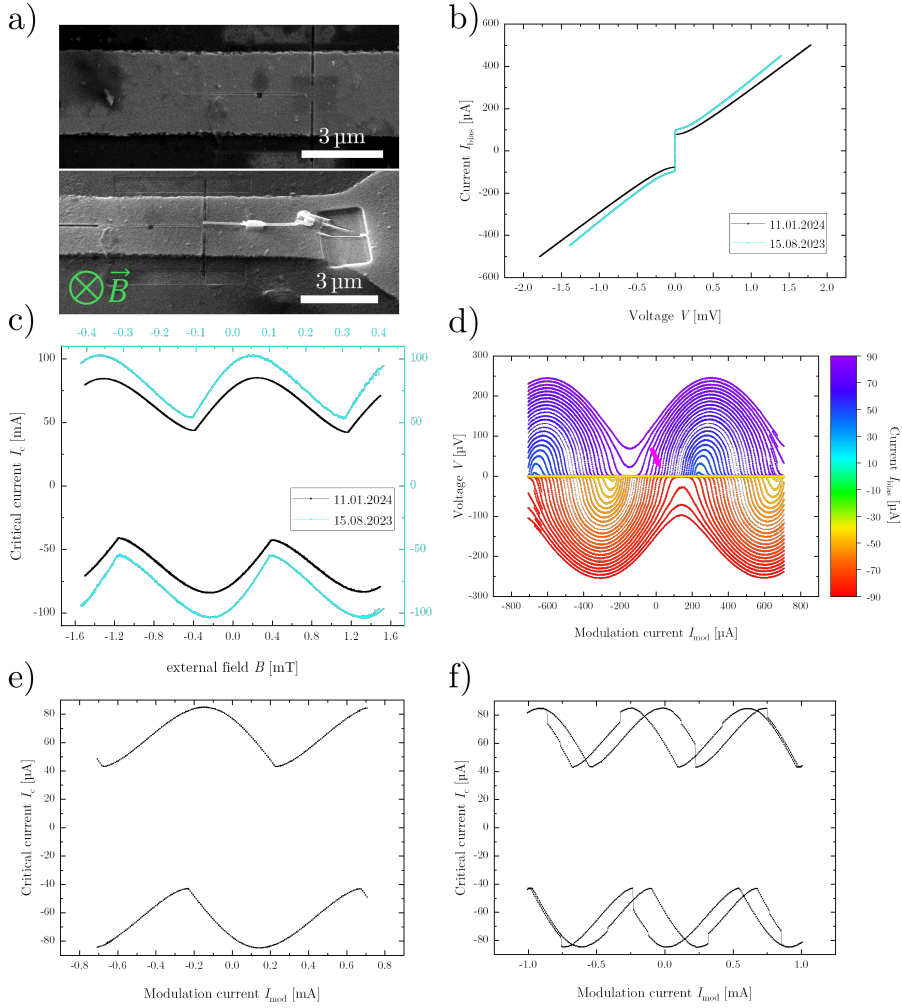 a)
3 µm
3 µm
B
b)
600
400
200
0
-200
-400
-600
-2.0 -1.5 -1.0 -0.5 0.0 0.5 1.0 1.5 2.0
Current I_bias [µA]
Voltage V [mV]
11.01.2024
15.08.2023
c)
-0.4 -0.3 -0.2 -0.1 0.0 0.1 0.2 0.3 0.4
100
50
0
-50
-100
100
50
0
-50
-100
-1.6 -1.2 -0.8 -0.4 0.0 0.4 0.8 1.2 1.6
Critical current I_c [mA]
external field B [mT]
11.01.2024
15.08.2023
d)
300
200
100
0
-100
-200
-300
-800 -600 -400 -200 0 200 400 600 800
Voltage V [µV]
Modulation current I_mod [µA]
90
70
50
30
10
-10
-30
-50
-70
-90
Current I_bias [µA]
e)
80
60
40
20
0
-20
-40
-60
-80
-0.8 -0.6 -0.4 -0.2 0.0 0.2 0.4 0.6 0.8
Critical current I_c [µA]
Modulation current I_mod [mA]
f)
80
60
40
20
0
-20
-40
-60
-80
-1.0 -0.5 0.0 0.5 1.0
Critical current I_c [µA]
Modulation current I_mod [mA]